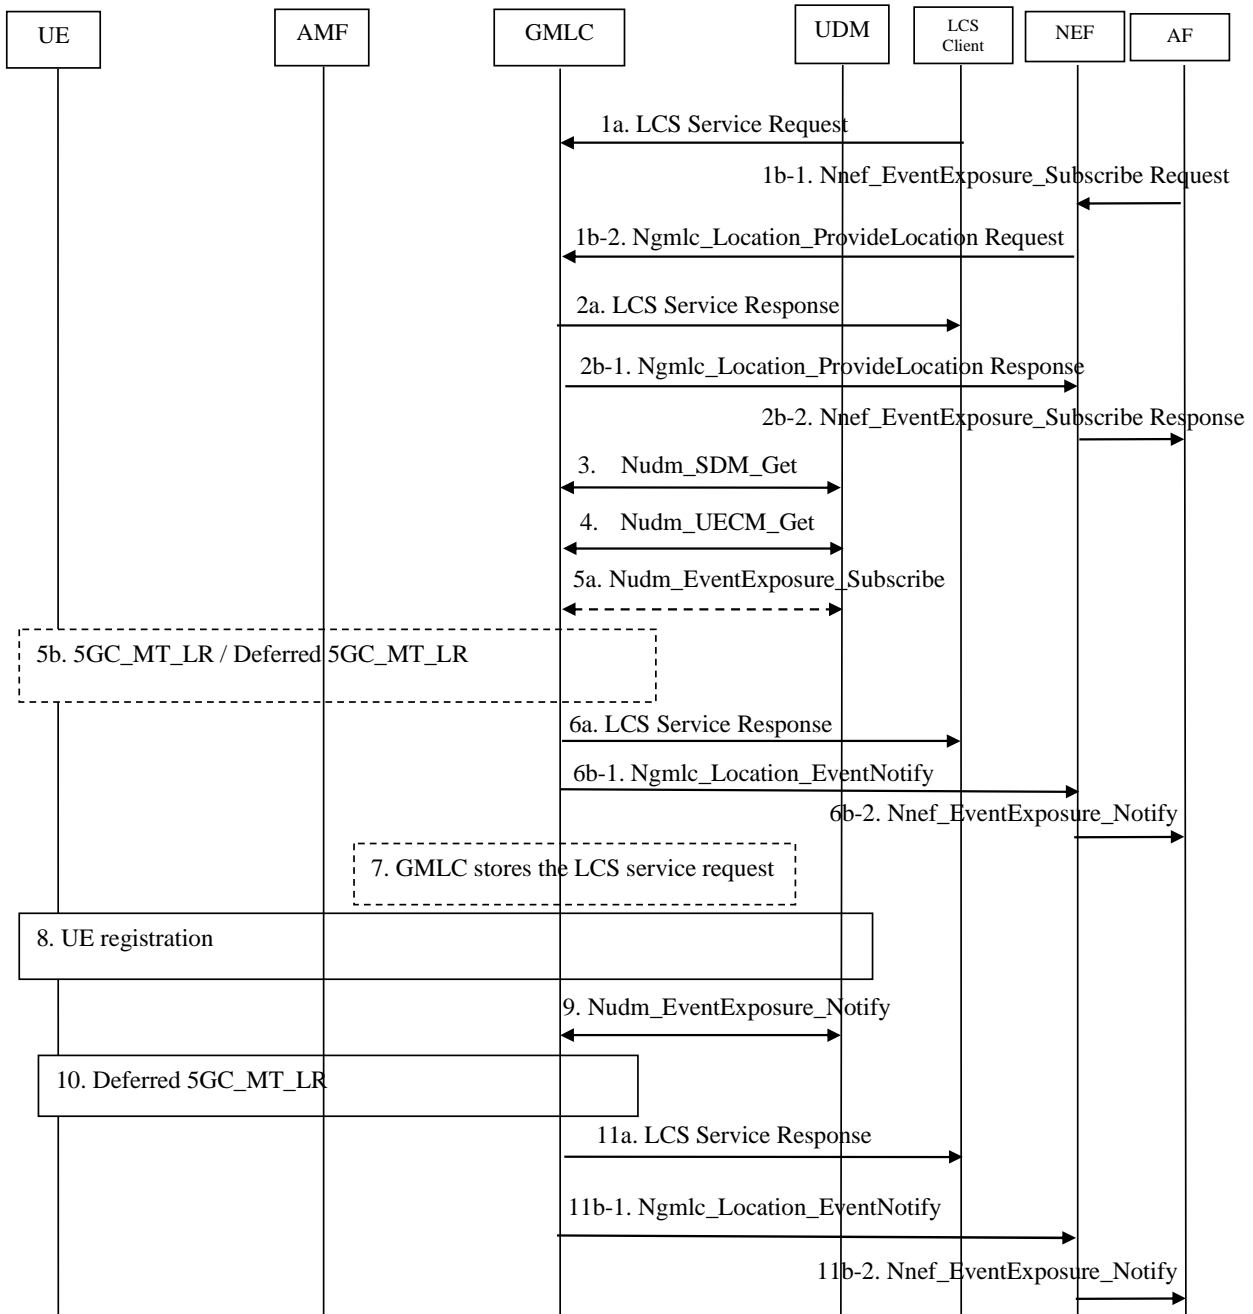 UE
AMF
GMLC
UDM
LCS
Client
NEF
AF
1a. LCS Service Request
1b-1. Nnef_EventExposure_Subscribe Request
1b-2. Ngmlc_Location_ProvideLocation Request
2a. LCS Service Response
2b-1. Ngmlc_Location_ProvideLocation Response
2b-2. Nnef_EventExposure_Subscribe Response
3. Nudm_SDM_Get
4. Nudm_UECM_Get
5a. Nudm_EventExposure_Subscribe
5b. 5GC_MT_LR / Deferred 5GC_MT_LR
6a. LCS Service Response
6b-1. Ngmlc_Location_EventNotify
6b-2. Nnef_EventExposure_Notify
7. GMLC stores the LCS service request
8. UE registration
9. Nudm_EventExposure_Notify
10. Deferred 5GC_MT_LR
11a. LCS Service Response
11b-1. Ngmlc_Location_EventNotify
11b-2. Nnef_EventExposure_Notify